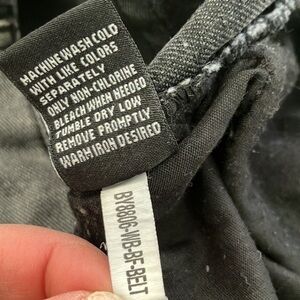 MACHINE WASH COLD
WITH LIKE COLORS
SEPARATELY
ONLY NON-CHLORINE
BLEACH WHEN NEEDED
TUMBLE DRY LOW
REMOVE PROMPTLY
WARM IRON DESIRED
BY8806-WB-BF-BELT